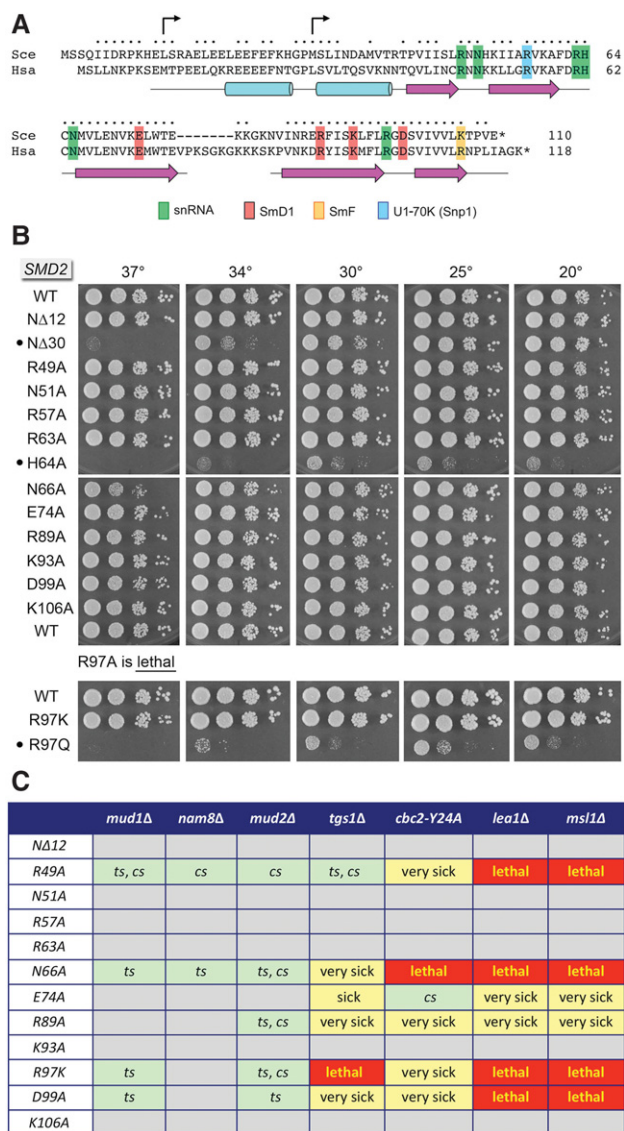 A
Sce MSSQIIDRPKHELSRAELEELEEFEFKHGPMSLINDAMVTRTPVIISLRNNHKIIARVKAFDRH 64
Hsa MSLLNKPKSEMTPEELQKREEEEFNTGPLSVLTQSVKNNTQVLINCRNNKKLLGRVKAFDRH 62
Sce CNMVLENVKELWTE-------KKGKNVINRERFISKLFLRGDSVIVVLKTPVE* 110
Hsa CNMVLENVKEMWTEVPKSGKGKKKSKPVNKDRYISKMFLRGDSVIVVLRNPLIAGK* 118
snRNA SmD1 SmF U1-70K (Snp1)
B
SMD2 37° 34° 30° 25° 20°
WT
NΔ12
• NΔ30
R49A
N51A
R57A
R63A
• H64A
N66A
E74A
R89A
K93A
D99A
K106A
WT
R97A is lethal
WT
R97K
• R97Q
C
mud1Δ nam8Δ mud2Δ tgs1Δ cbc2-Y24A lea1Δ msl1Δ
NΔ12
R49A ts, cs cs cs ts, cs very sick lethal lethal
N51A
R57A
R63A
N66A ts ts ts, cs very sick lethal lethal lethal
E74A sick cs very sick very sick
R89A ts, cs very sick very sick very sick very sick
K93A
R97K ts ts, cs lethal very sick lethal lethal
D99A ts ts very sick very sick lethal lethal
K106A